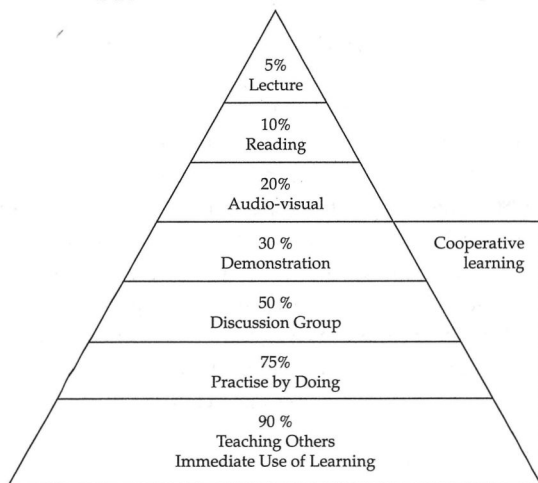 5%
Lecture
10%
Reading
20%
Audio-visual
30 %
Demonstration
Cooperative
learning
50 %
Discussion Group
75%
Practise by Doing
90 %
Teaching Others
Immediate Use of Learning